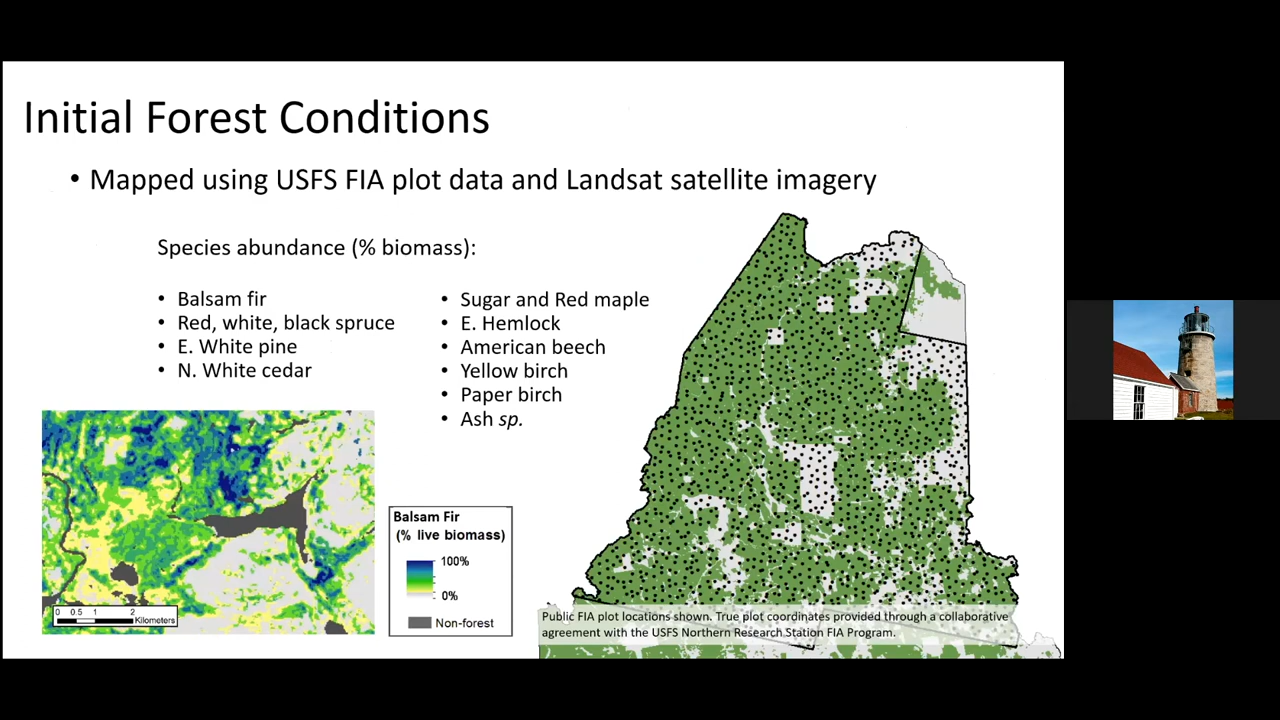 Initial Forest Conditions
• Mapped using USFS FIA plot data and Landsat satellite imagery
Species abundance (% biomass):
• Balsam fir
• Red, white, black spruce
• E. White pine
• N. White cedar
• Sugar and Red maple
• E. Hemlock
• American beech
• Yellow birch
• Paper birch
• Ash sp.
0 0.5 1 2
Kilometers
Balsam Fir
(% live biomass)
100%
0%
Non-forest
Public FIA plot locations shown. True plot coordinates provided through a collaborative
agreement with the USFS Northern Research Station FIA Program.